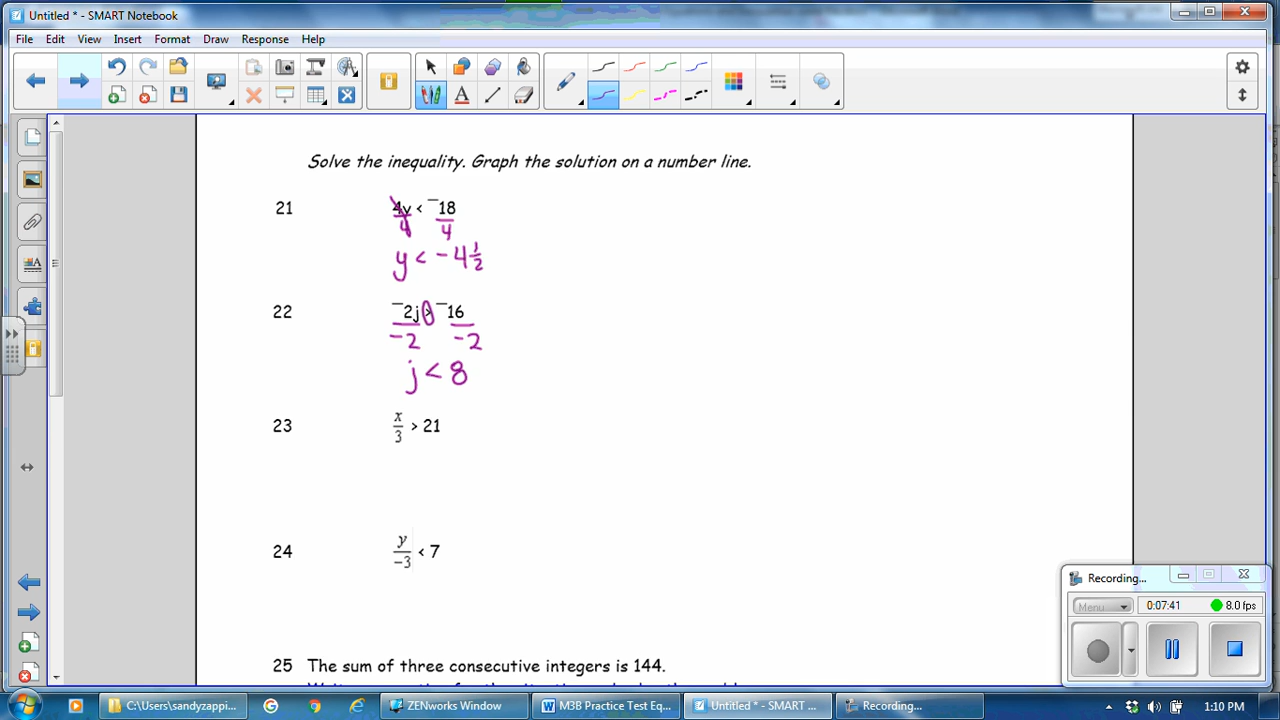 Untitled * - SMART Notebook
File Edit View Insert Format Draw Response Help
Solve the inequality. Graph the solution on a number line.
21 4y < ⁻18
4 4
y < -4 1/2
22 ⁻2j > ⁻16
-2 -2
j < 8
23 x/3 > 21
24 y/-3 < 7
25 The sum of three consecutive integers is 144.
Recording...
Menu 0:07:41 8.0 fps
C:\Users\sandyzappi... ZENworks Window M3B Practice Test Eq... Untitled * - SMART ... Recording... 1:10 PM